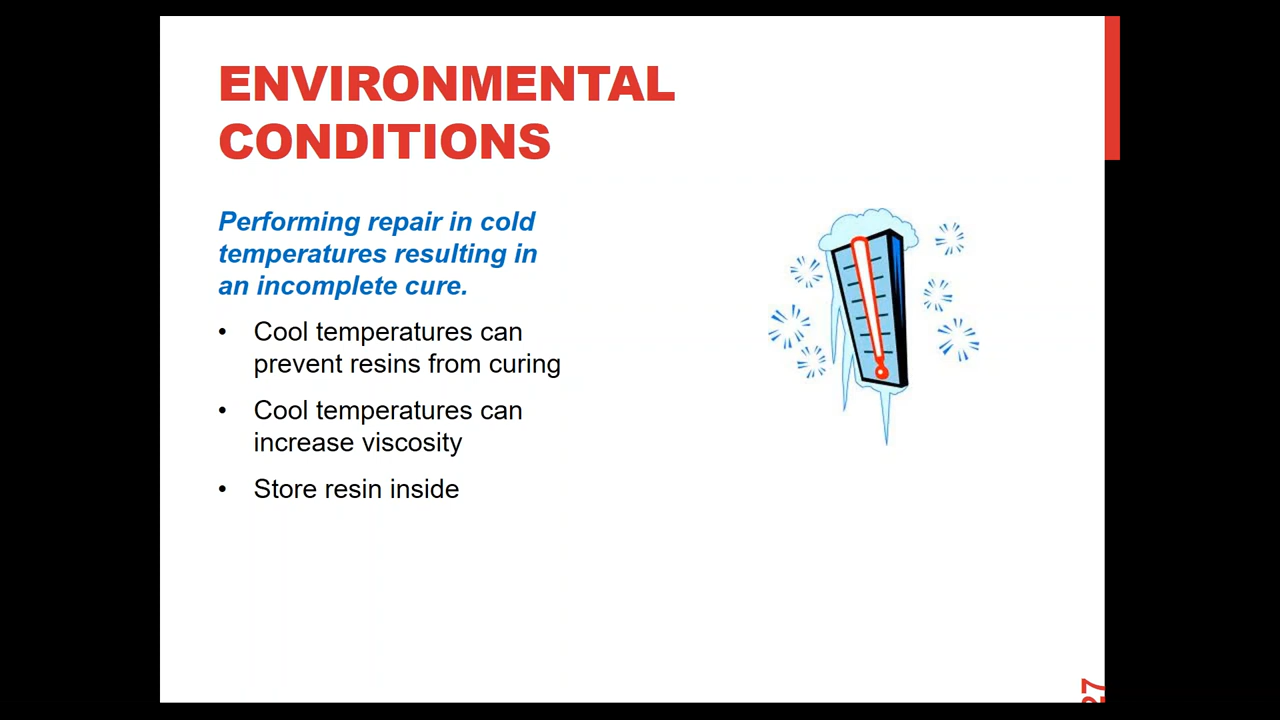 ENVIRONMENTAL
CONDITIONS
Performing repair in cold
temperatures resulting in
an incomplete cure.
• Cool temperatures can
prevent resins from curing
• Cool temperatures can
increase viscosity
• Store resin inside
27